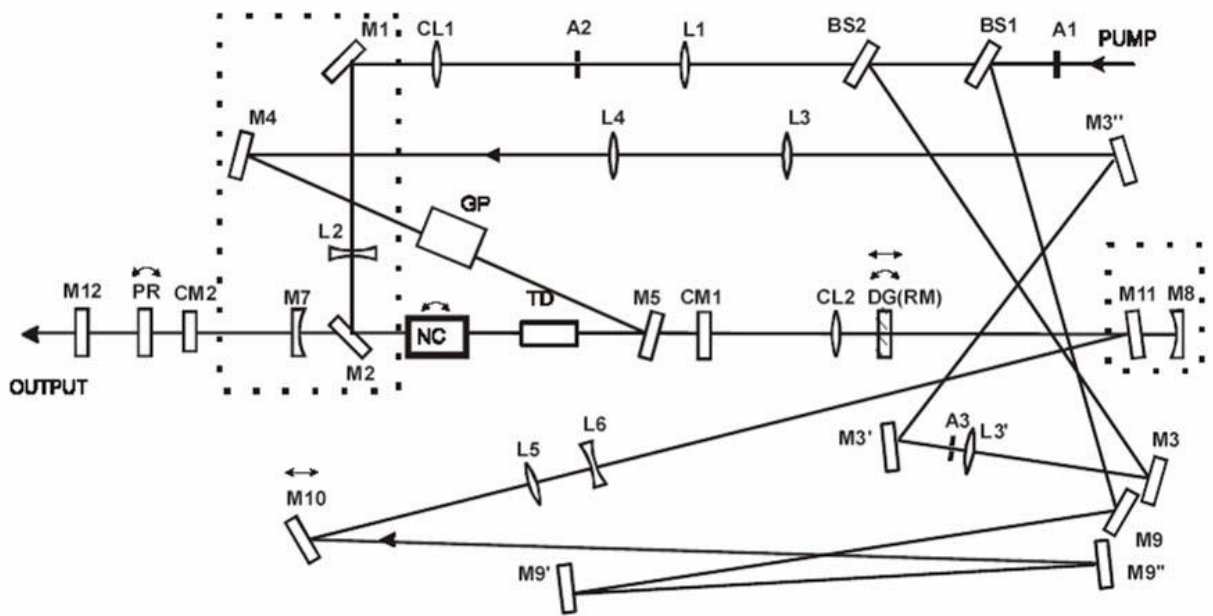 M1 CL1 A2 L1 BS2 BS1 A1
PUMP
M4 L4 L3 M3''
GP
L2
M12 PR CM2 M7 NC TD M5 CM1 CL2 DG(RM) M11 M8
OUTPUT M2
L6 M3' A3 L3' M3
L5
M10
M9
M9' M9''